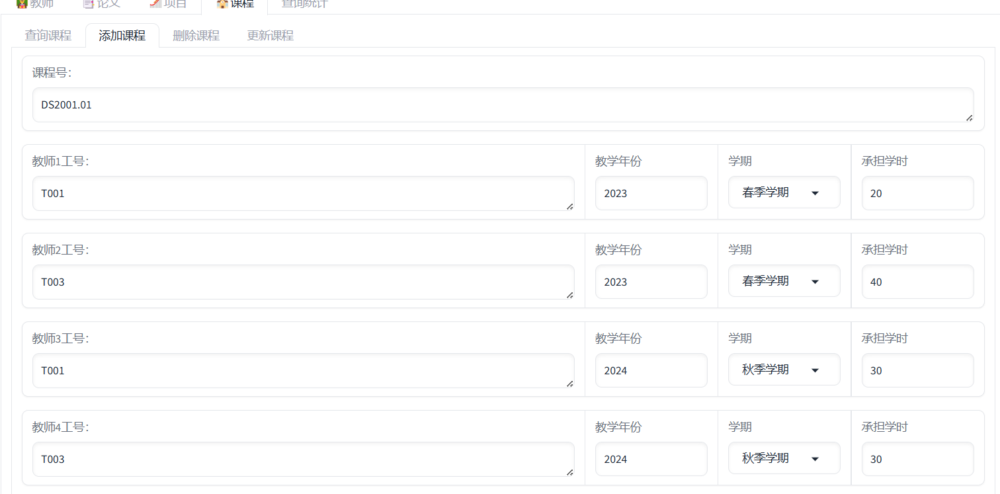 教师 论文 项目 课程 查询统计
查询课程 添加课程 删除课程 更新课程
课程号：
DS2001.01
教师1工号： 教学年份 学期 承担学时
T001 2023 春季学期 20
教师2工号： 教学年份 学期 承担学时
T003 2023 春季学期 40
教师3工号： 教学年份 学期 承担学时
T001 2024 秋季学期 30
教师4工号： 教学年份 学期 承担学时
T003 2024 秋季学期 30